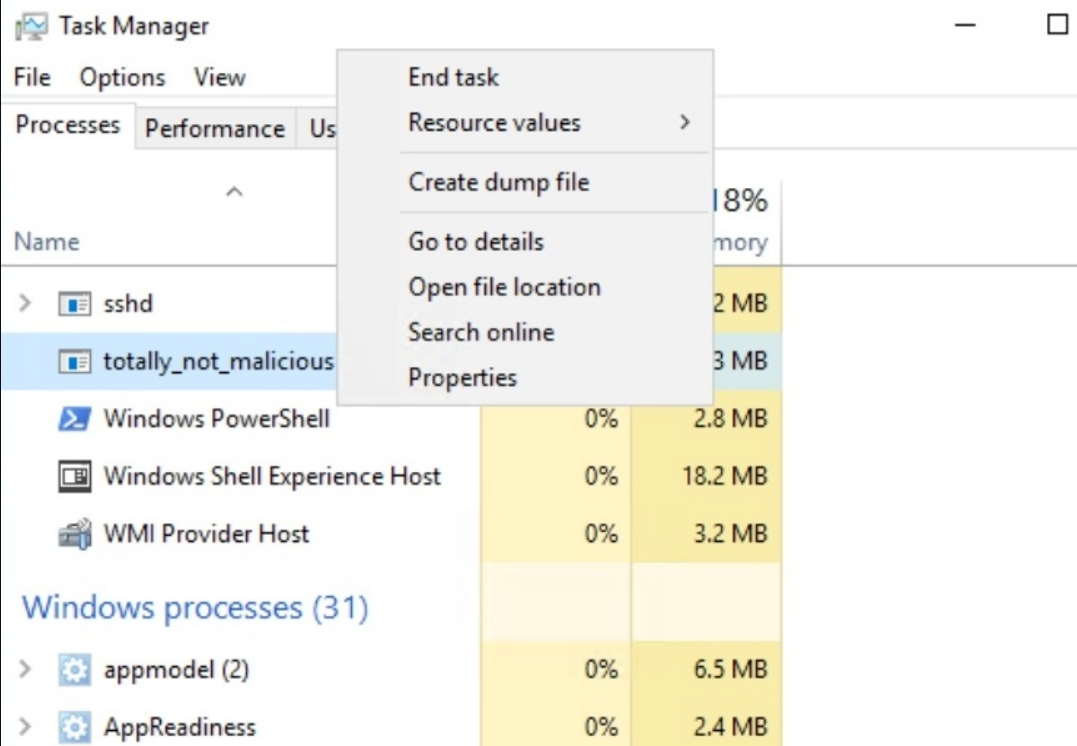 Task Manager
File Options View
Processes Performance
End task
Resource values
Create dump file
Go to details
Open file location
Search online
Properties
18%
Name
sshd
2 MB
totally_not_malicious
3 MB
Windows PowerShell 0% 2.8 MB
Windows Shell Experience Host 0% 18.2 MB
WMI Provider Host 0% 3.2 MB
Windows processes (31)
appmodel (2) 0% 6.5 MB
AppReadiness 0% 2.4 MB